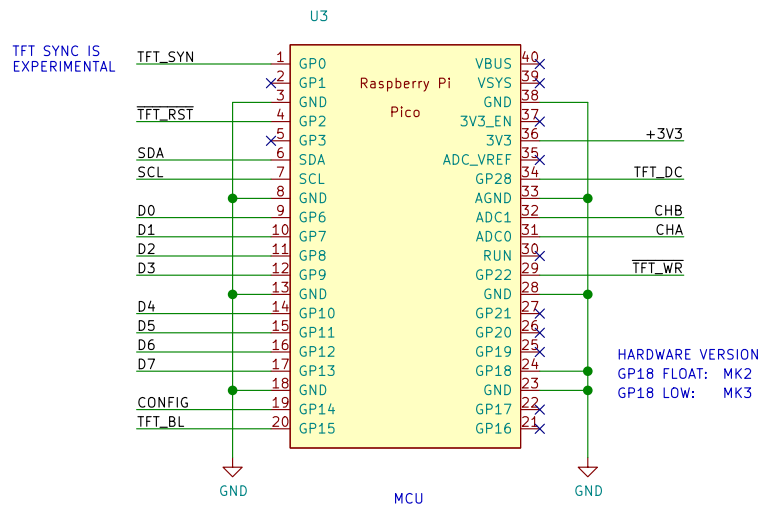 U3
TFT SYNC IS
EXPERIMENTAL
TFT_SYN 1 GP0 VBUS 40
2 GP1 Raspberry Pi VSYS 39
3 GND GND 38
TFT_RST 4 GP2 Pico 3V3_EN 37
5 GP3 3V3 36 +3V3
SDA 6 SDA ADC_VREF 35
SCL 7 SCL GP28 34 TFT_DC
8 GND AGND 33
D0 9 GP6 ADC1 32 CHB
D1 10 GP7 ADC0 31 CHA
D2 11 GP8 RUN 30
D3 12 GP9 GP22 29 TFT_WR
13 GND GND 28
D4 14 GP10 GP21 27
D5 15 GP11 GP20 26
D6 16 GP12 GP19 25
D7 17 GP13 GP18 24
18 GND GND 23
CONFIG 19 GP14 GP17 22
TFT_BL 20 GP15 GP16 21
HARDWARE VERSION
GP18 FLOAT: MK2
GP18 LOW: MK3
GND
GND
MCU